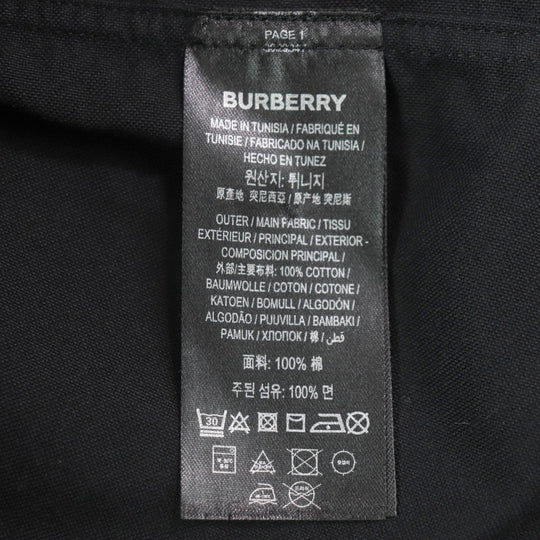 PAGE 1
BURBERRY
MADE IN TUNISIA / FABRIQUÉ EN
TUNISIE / FABRICADO NA TUNISIA /
HECHO EN TUNEZ
원산지: 튀니지
原產地 突尼西亞 / 原产地 突尼斯
OUTER / MAIN FABRIC / TISSU
EXTÉRIEUR / PRINCIPAL / EXTERIOR -
COMPOSICIÓN PRINCIPAL /
外部/主要布料: 100% COTTON /
BAUMWOLLE / COTON / COTONE /
KATOEN / BOMULL / ALGODÓN /
ALGODÃO / PUUVILLA / BAMBAKI /
PAMUK / ХЛОПОК / 棉 / قطن
面料: 100% 棉
주된 섬유: 100% 면
30